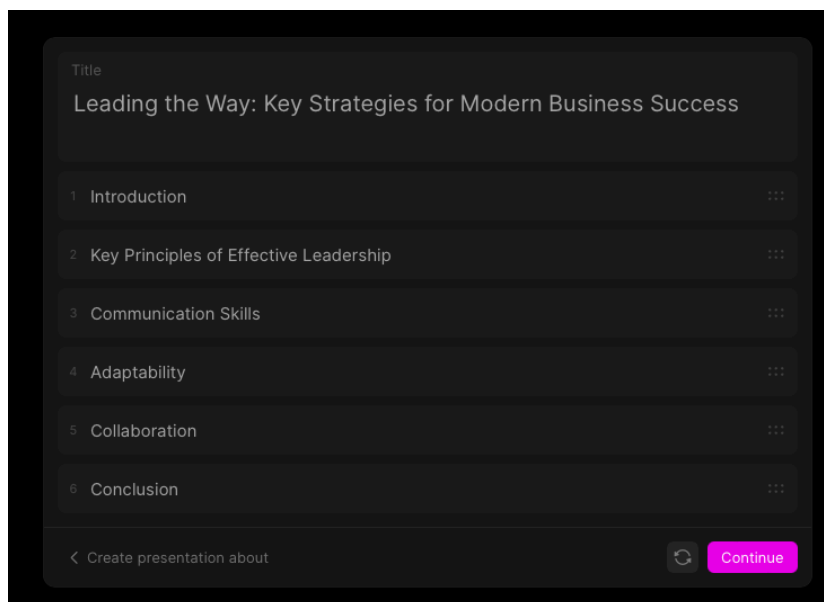 Title
Leading the Way: Key Strategies for Modern Business Success
1 Introduction
2 Key Principles of Effective Leadership
3 Communication Skills
4 Adaptability
5 Collaboration
6 Conclusion
Create presentation about
Continue